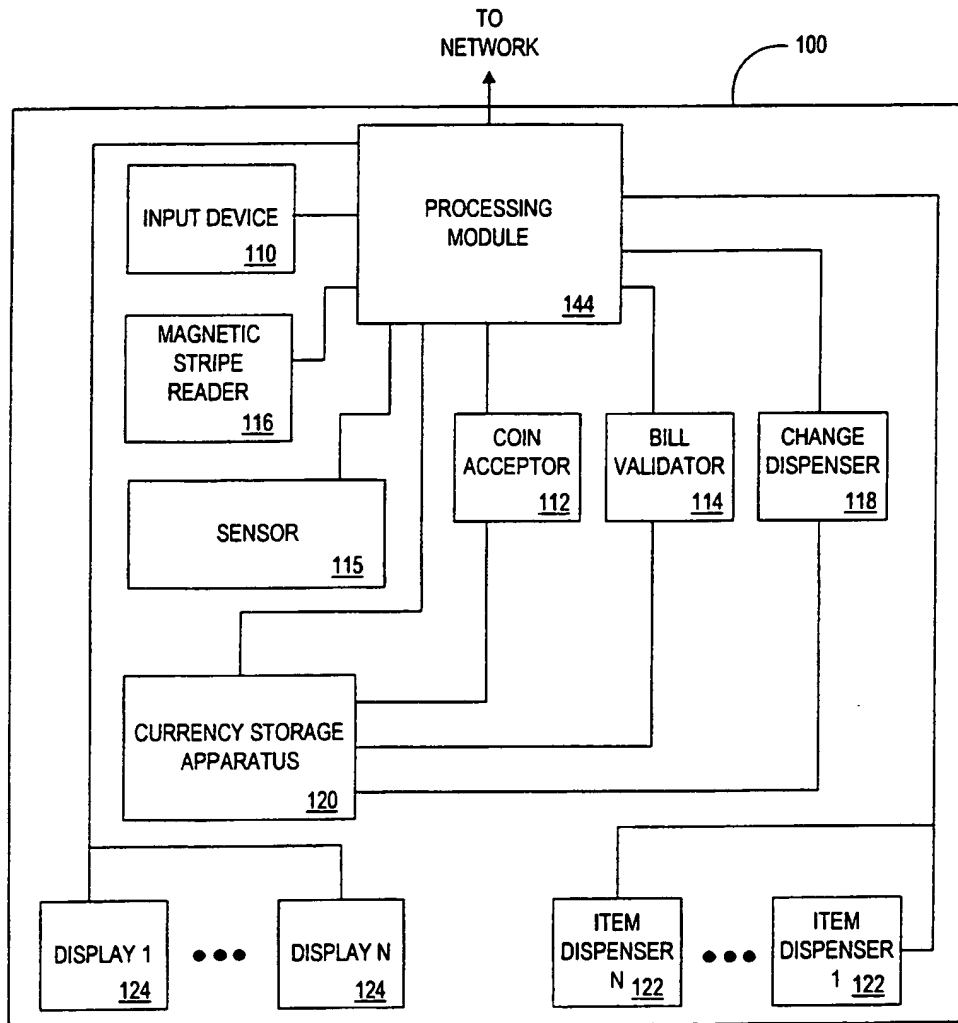 TO
NETWORK
100
PROCESSING
MODULE
144
INPUT DEVICE
110
MAGNETIC
STRIPE
READER
116
SENSOR
115
COIN
ACCEPTOR
112
BILL
VALIDATOR
114
CHANGE
DISPENSER
118
CURRENCY STORAGE
APPARATUS
120
DISPLAY 1
124
DISPLAY N
124
ITEM
DISPENSER
N
122
ITEM
DISPENSER
1
122